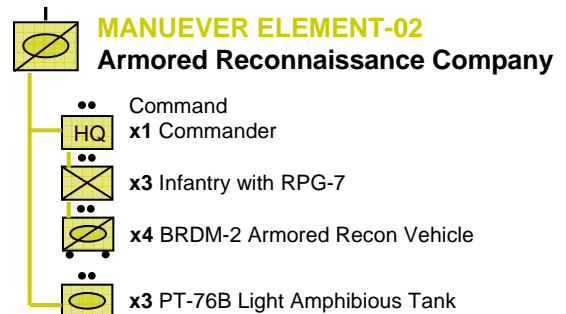 MANUEVER ELEMENT-02
Armored Reconnaissance Company
Command
HQ x1 Commander
x3 Infantry with RPG-7
x4 BRDM-2 Armored Recon Vehicle
x3 PT-76B Light Amphibious Tank